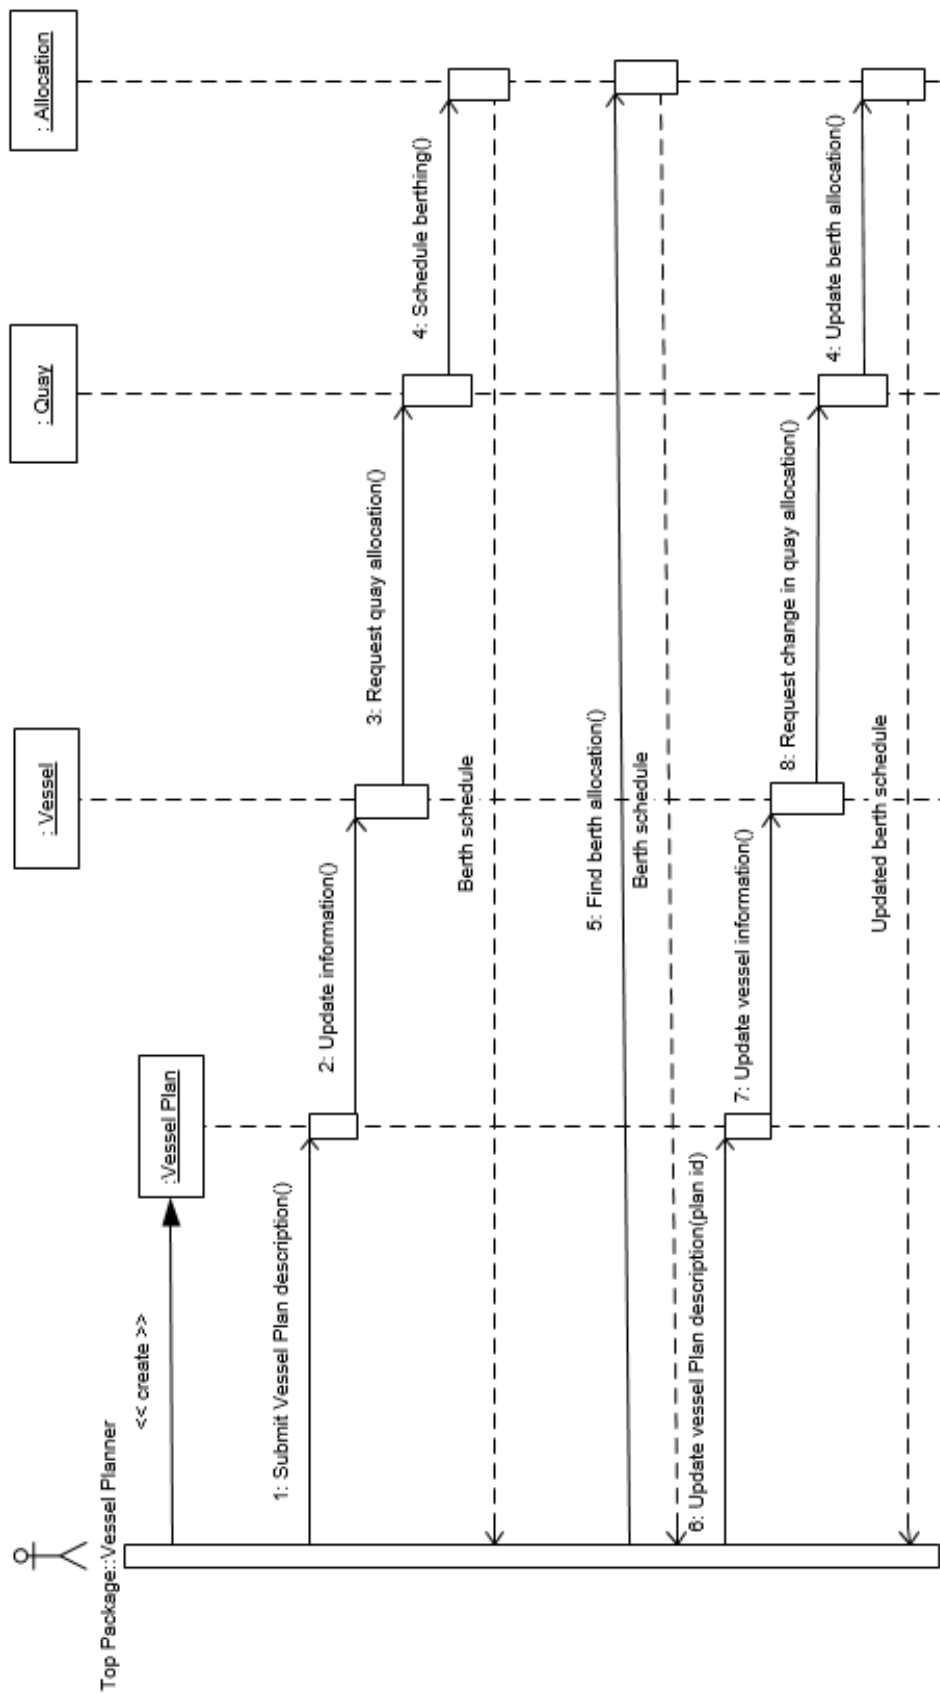 Top Package::Vessel Planner
:Vessel Plan
: Vessel
: Quay
: Allocation
<< create >>
1: Submit Vessel Plan description()
2: Update information()
3: Request quay allocation()
4: Schedule berthing()
Berth schedule
5: Find berth allocation()
Berth schedule
6: Update vessel Plan description(plan id)
7: Update vessel information()
8: Request change in quay allocation()
4: Update berth allocation()
Updated berth schedule